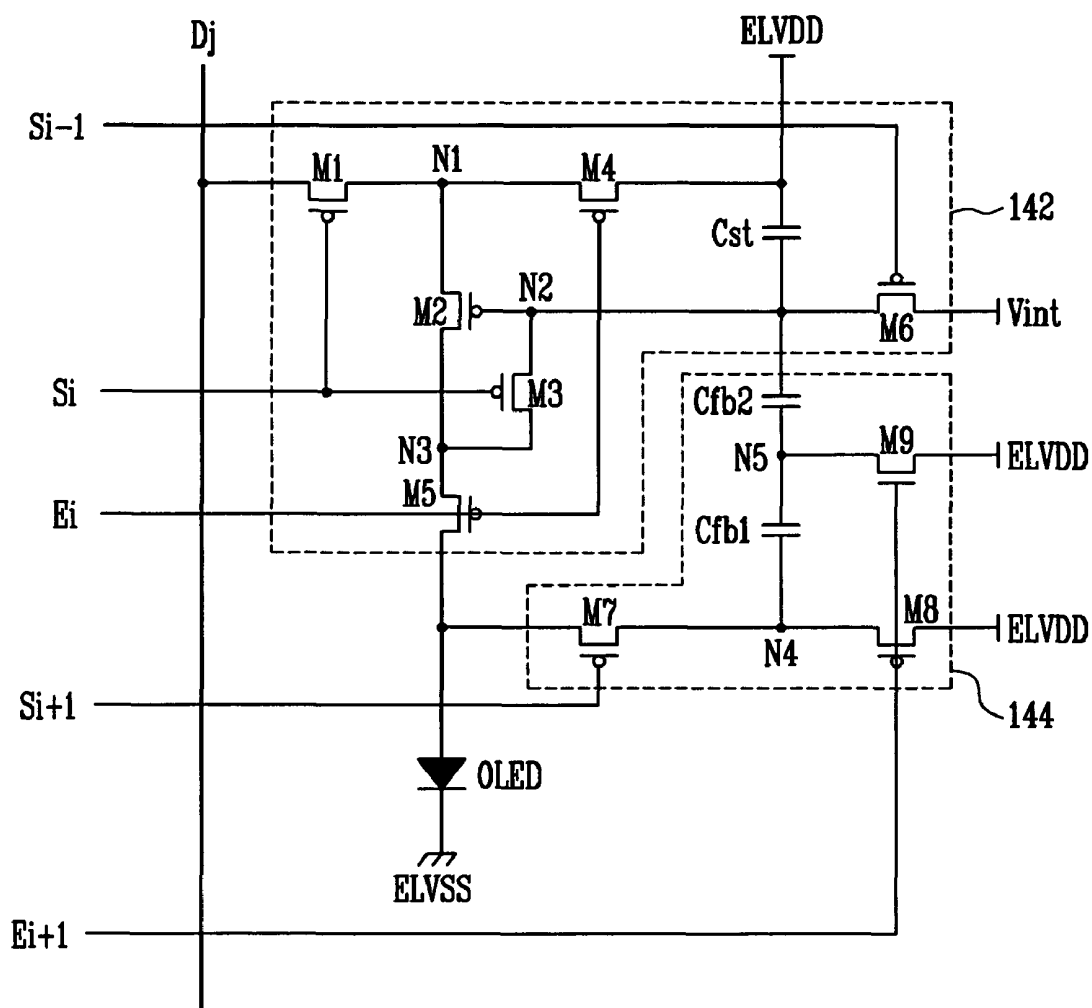 Dj
ELVDD
Si-1
M1
N1
M4
142
Cst
N2
M2
M6
Vint
Si
M3
Cfb2
N3
N5
M9
ELVDD
M5
Ei
Cfb1
M7
M8
N4
ELVDD
Si+1
144
OLED
ELVSS
Ei+1